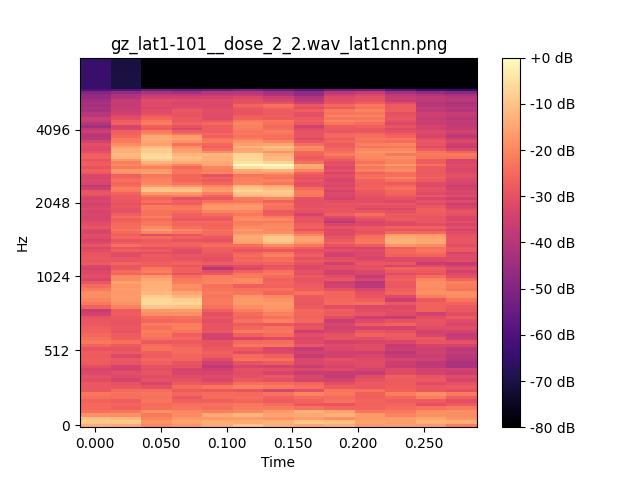 gz_lat1-101__dose_2_2.wav_lat1cnn.png
+0 dB
-10 dB
-20 dB
-30 dB
-40 dB
-50 dB
-60 dB
-70 dB
-80 dB
4096
2048
1024
512
0
Hz
0.000 0.050 0.100 0.150 0.200 0.250
Time